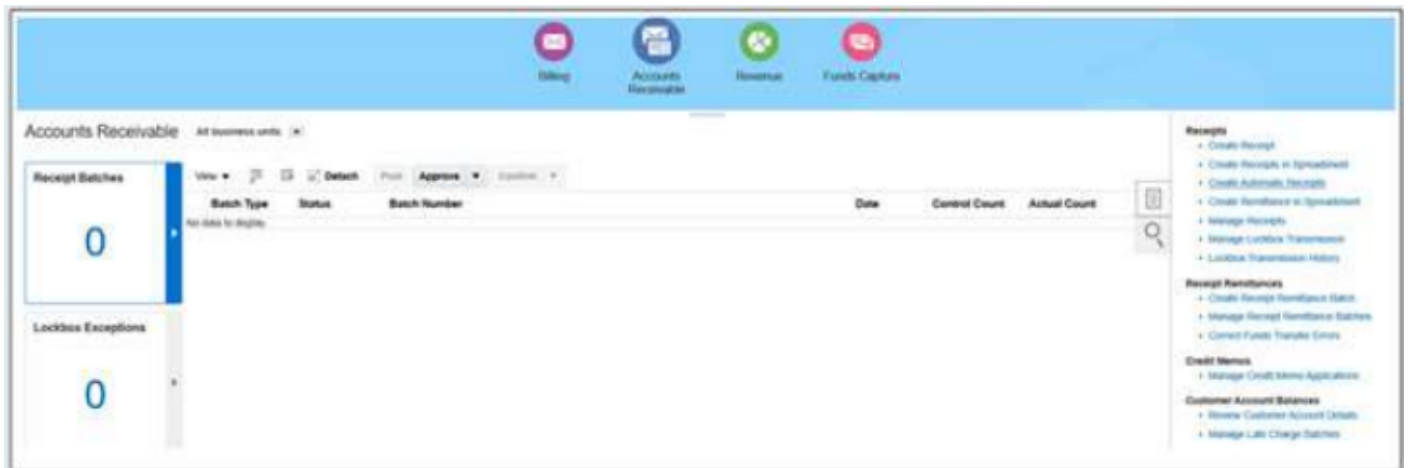 Billing
Accounts
Receivable
Revenue
Funds Capture
Accounts Receivable All business units
Receipt Batches
0
Lockbox Exceptions
0
View Detach Post Approve Confirm
Batch Type Status Batch Number Date Control Count Actual Count
No data to display.
Receipts
Create Receipt
Create Receipts in Spreadsheet
Create Automatic Receipts
Create Remittance in Spreadsheet
Manage Receipts
Manage Lockbox Transmission
Lockbox Transmission History
Receipt Remittances
Create Receipt Remittance Batch
Manage Receipt Remittance Batches
Correct Funds Transfer Errors
Credit Memos
Manage Credit Memo Applications
Customer Account Balances
Review Customer Account Details
Manage Late Charge Batches